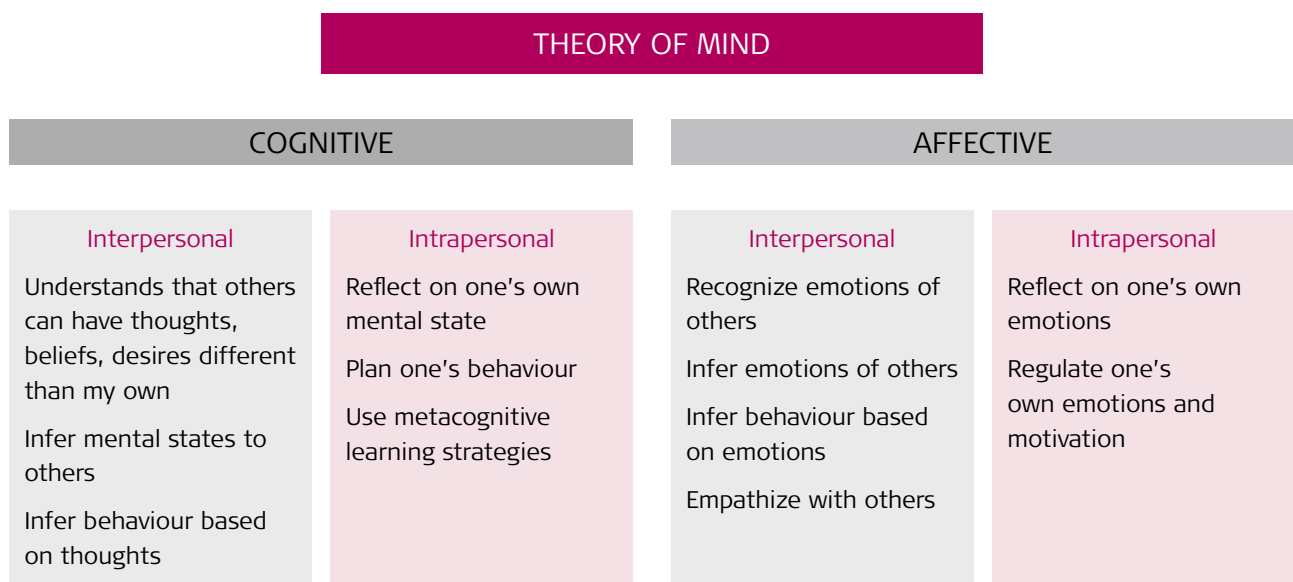 THEORY OF MIND
COGNITIVE
Interpersonal
Understands that others
can have thoughts,
beliefs, desires different
than my own
Infer mental states to
others
Infer behaviour based
on thoughts
Intrapersonal
Reflect on one's own
mental state
Plan one's behaviour
Use metacognitive
learning strategies
AFFECTIVE
Interpersonal
Recognize emotions of
others
Infer emotions of others
Infer behaviour based
on emotions
Empathize with others
Intrapersonal
Reflect on one's own
emotions
Regulate one's
own emotions and
motivation